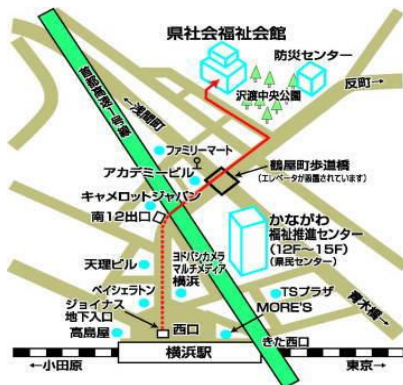 県社会福祉会館
防災センター
沢渡中央公園
反町→
←浅間町
首都高速一号線
ファミリーマート
アカデミービル
鶴屋町歩道橋
(エレベータが設置されています)
キャメロットジャパン
南12出口
かながわ
福祉推進センター
(12F〜15F)
(県民センター)
天理ビル
ヨドバシカメラ
マルチメディア
横浜
ベイシェラトン
ジョイナス
地下入口
TSプラザ
青木橋→
高島屋
西口
MORE'S
きた西口
横浜駅
←小田原
東京→